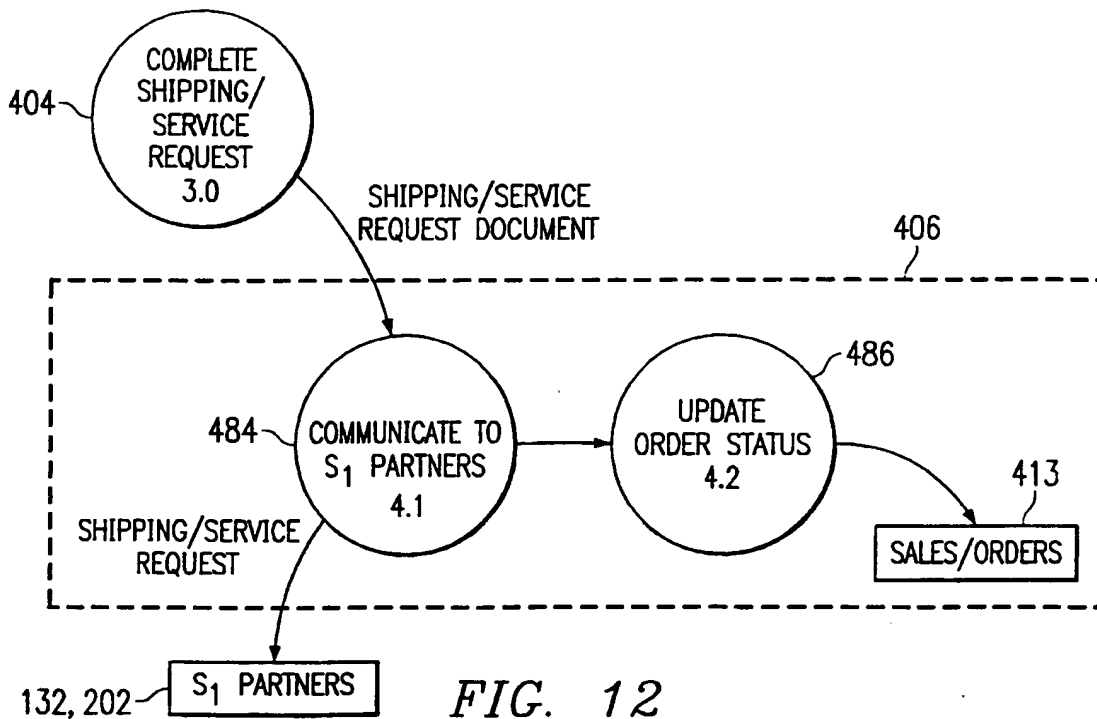 404
COMPLETE
SHIPPING/
SERVICE
REQUEST
3.0
SHIPPING/SERVICE
REQUEST DOCUMENT
406
484
COMMUNICATE TO
S₁ PARTNERS
4.1
486
UPDATE
ORDER STATUS
4.2
413
SALES/ORDERS
SHIPPING/SERVICE
REQUEST
132, 202
S₁ PARTNERS
FIG. 12